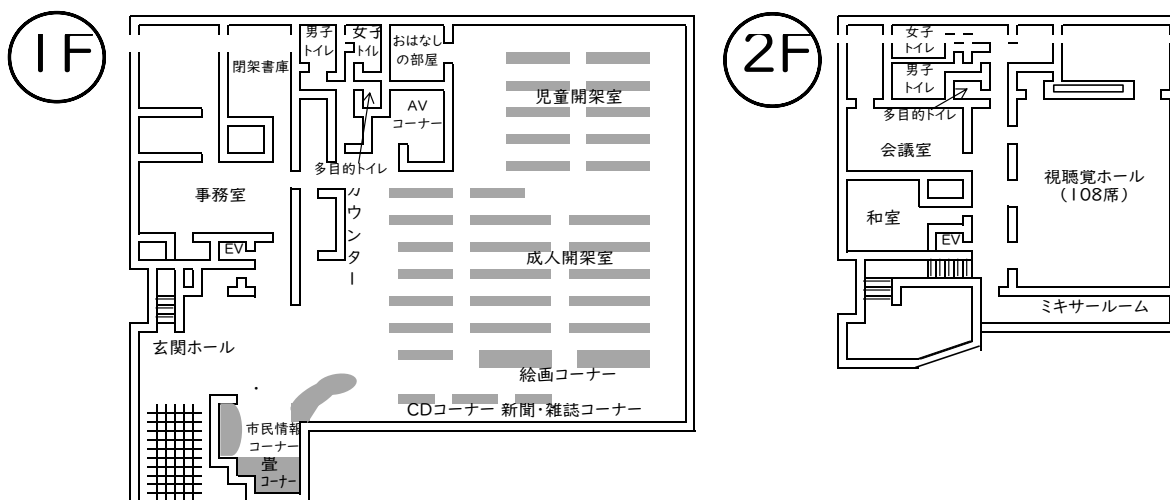 1F
男子
トイレ
女子
トイレ
おはなし
の部屋
閉架書庫
AV
コーナー
児童開架室
多目的トイレ
事務室
カウンター
EV
成人開架室
玄関ホール
絵画コーナー
CDコーナー 新聞・雑誌コーナー
市民情報
コーナー
畳
コーナー
2F
女子
トイレ
男子
トイレ
多目的トイレ
会議室
視聴覚ホール
(108席)
和室
EV
ミキサールーム